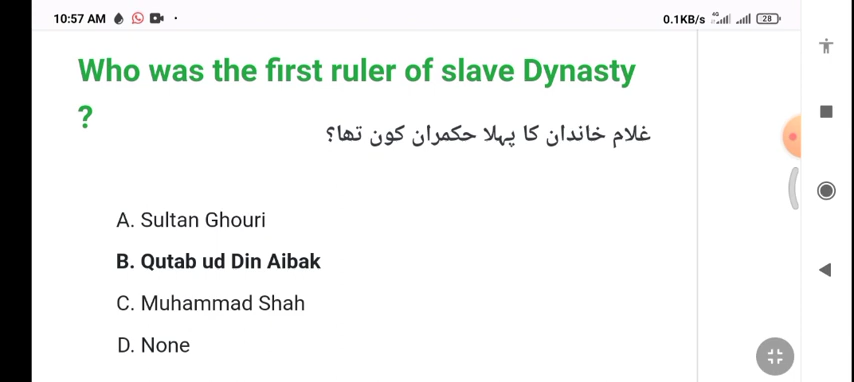 10:57 AM
0.1KB/s 4G 28
Who was the first ruler of slave Dynasty
?
غلام خاندان کا پہلا حکمران کون تھا؟
A. Sultan Ghouri
B. Qutab ud Din Aibak
C. Muhammad Shah
D. None